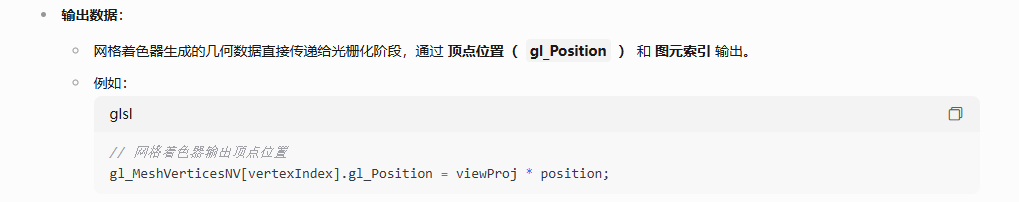 • 输出数据：
◦ 网格着色器生成的几何数据直接传递给光栅化阶段，通过 顶点位置（ gl_Position ） 和 图元索引 输出。
◦ 例如：
glsl
// 网格着色器输出顶点位置
gl_MeshVerticesNV[vertexIndex].gl_Position = viewProj * position;